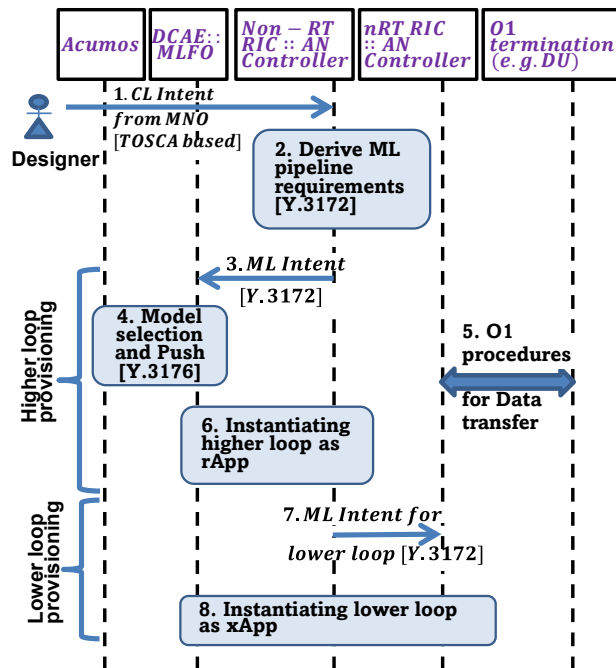 Acumos
DCAE::
MLFO
Non − RT
RIC :: AN
Controller
nRT RIC
:: AN
Controller
O1
termination
(e. g. DU)
Designer
1. CL Intent
from MNO
[TOSCA based]
2. Derive ML
pipeline
requirements
[Y.3172]
Higher loop
provisioning
3. ML Intent
[Y. 3172]
4. Model
selection
and Push
[Y.3176]
5. O1
procedures
for Data
transfer
6. Instantiating
higher loop as
rApp
Lower loop
provisioning
7. ML Intent for
lower loop [Y. 3172]
8. Instantiating lower loop
as xApp